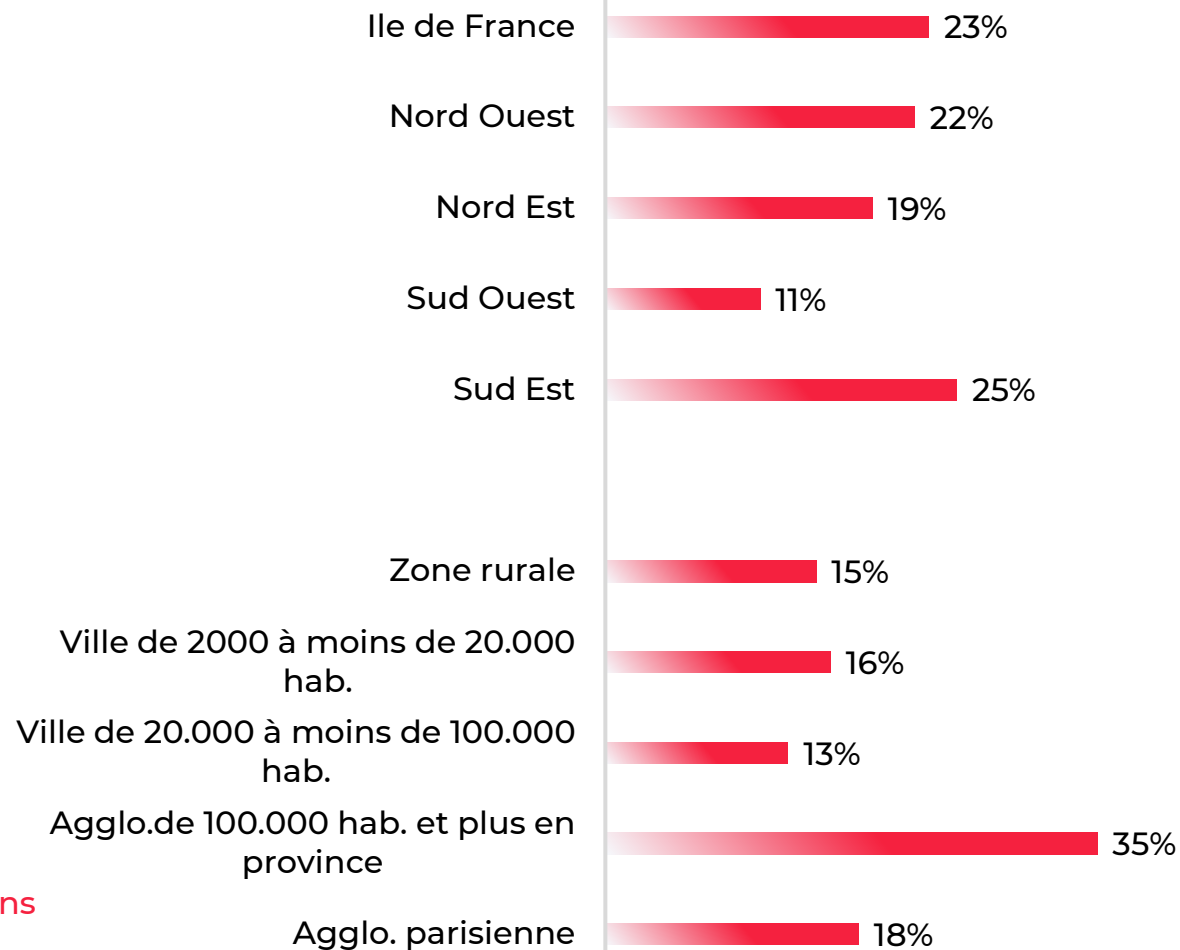 Ile de France 23%
Nord Ouest 22%
Nord Est 19%
Sud Ouest 11%
Sud Est 25%
Zone rurale 15%
Ville de 2000 à moins de 20.000
hab. 16%
Ville de 20.000 à moins de 100.000
hab. 13%
Agglo.de 100.000 hab. et plus en
province 35%
ns
Agglo. parisienne 18%